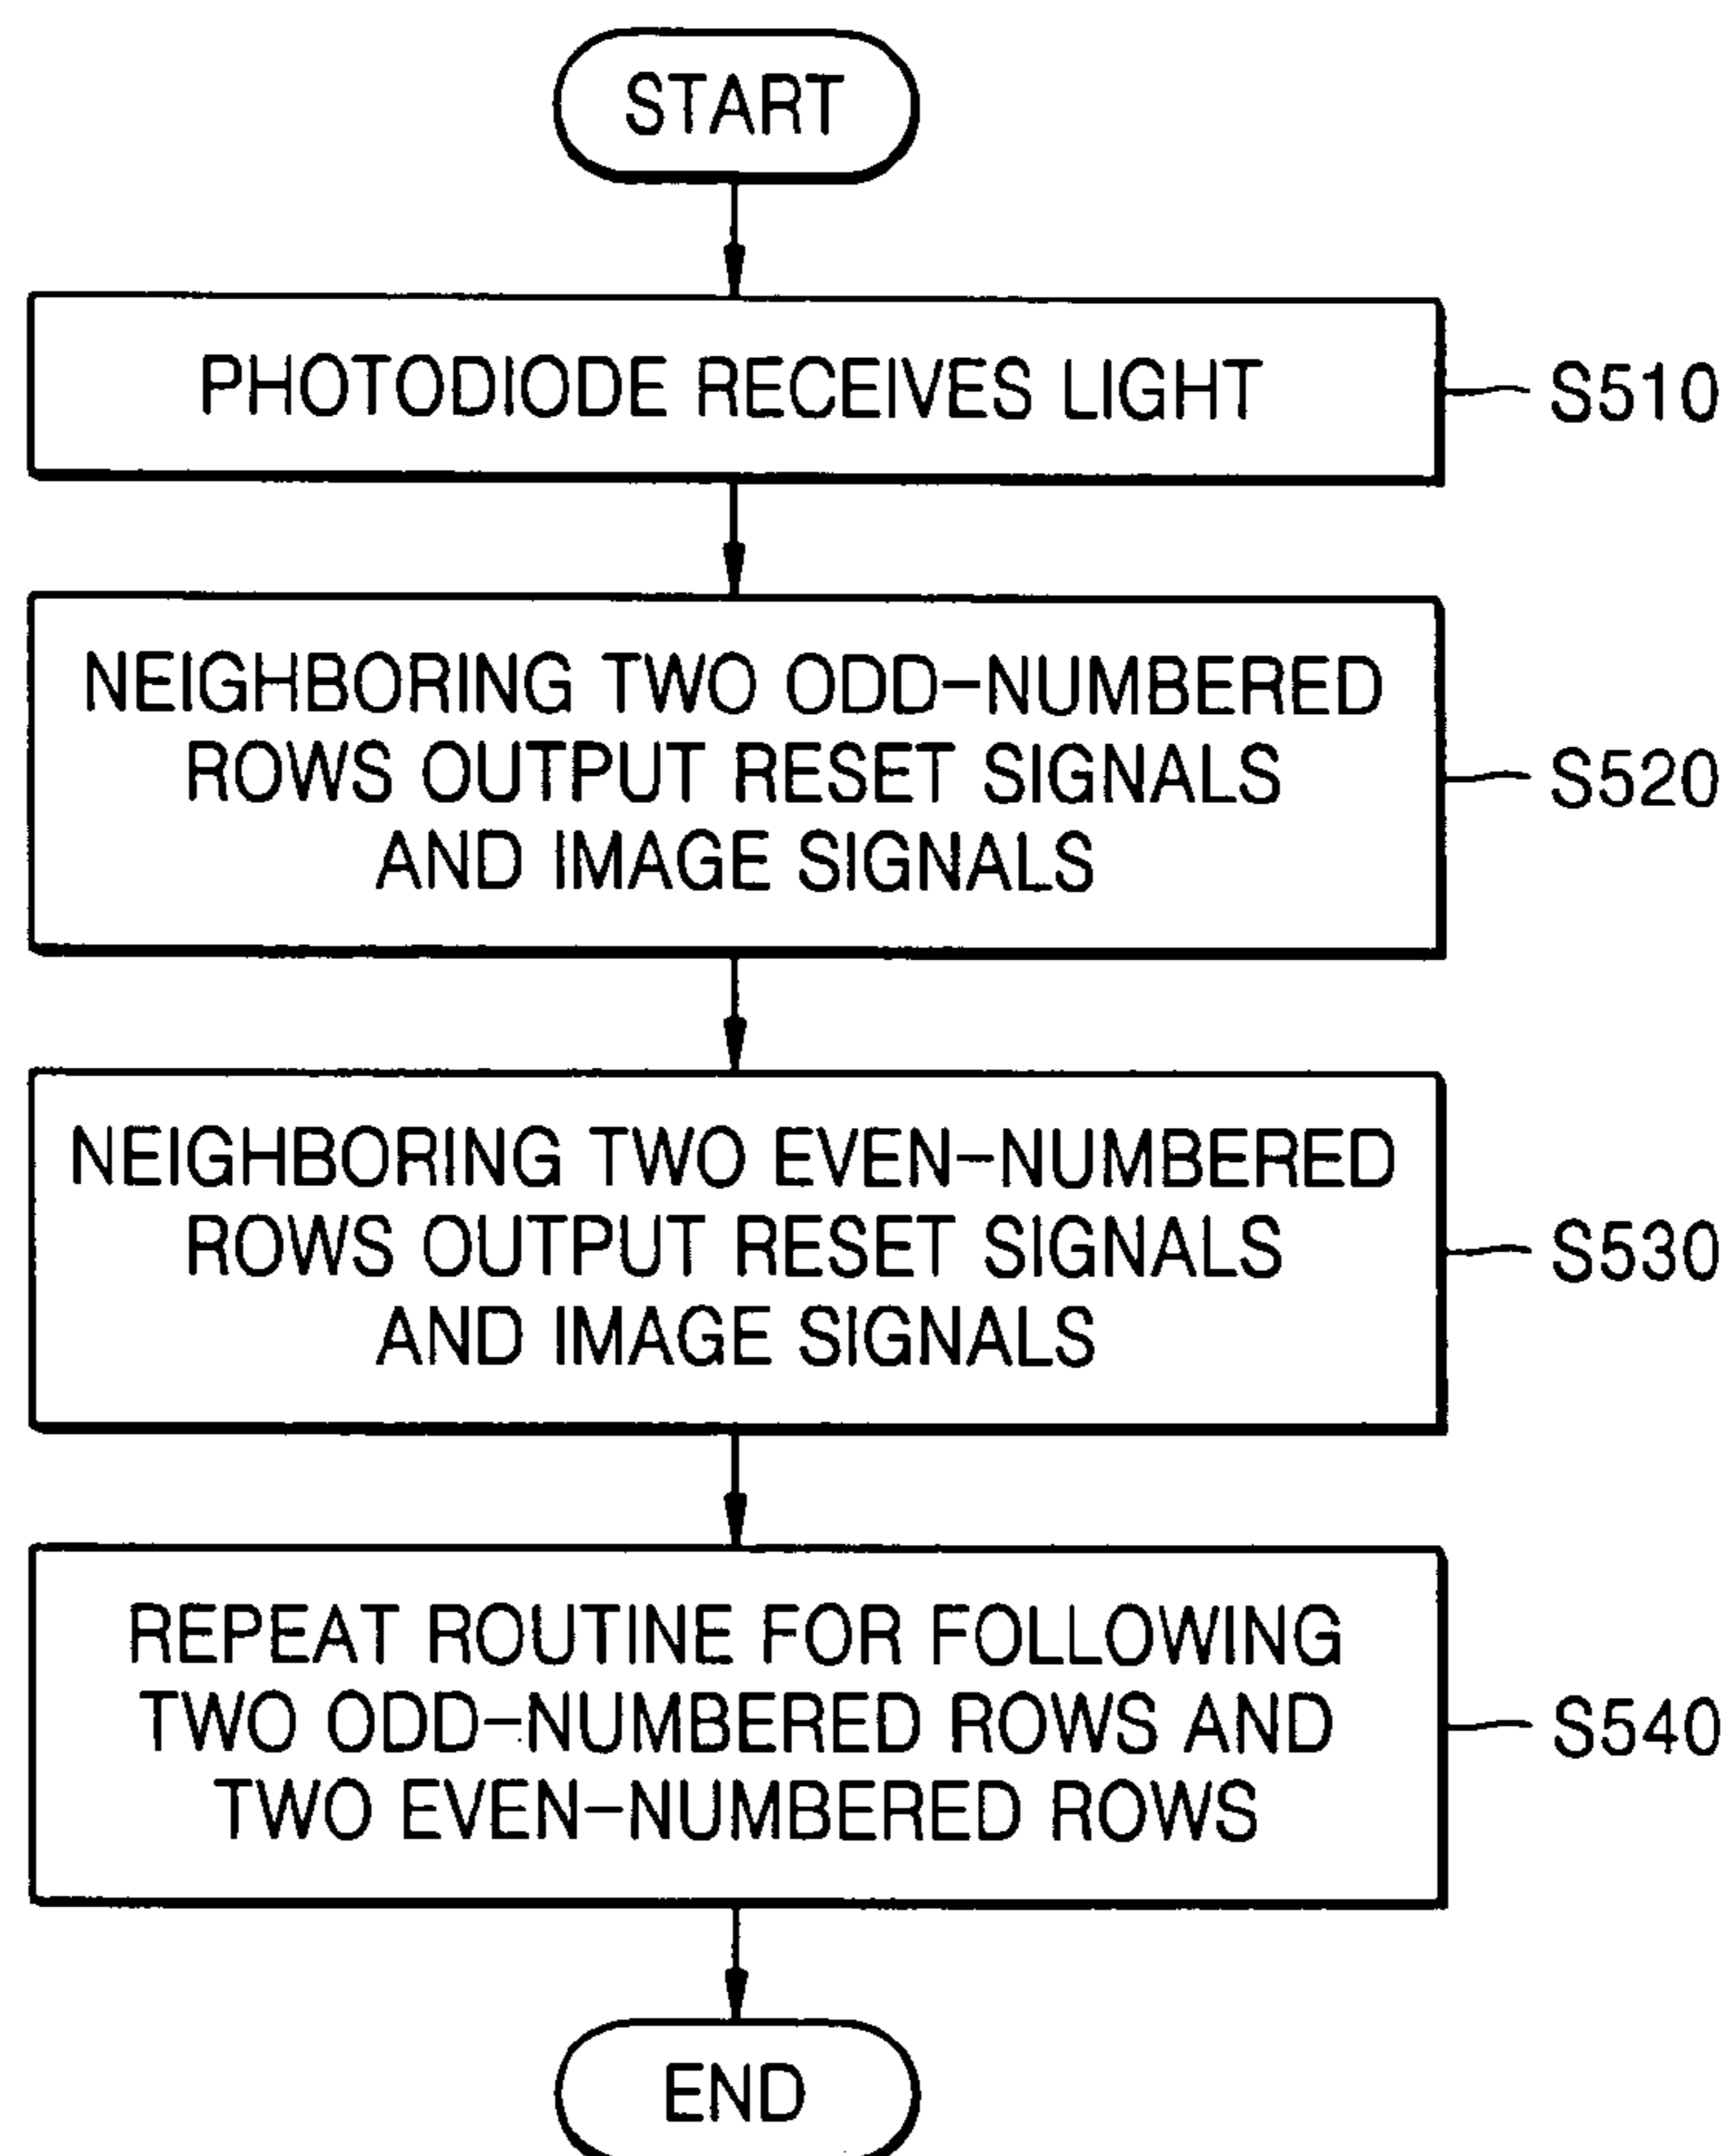 START
PHOTODIODE RECEIVES LIGHT
S510
NEIGHBORING TWO ODD-NUMBERED
ROWS OUTPUT RESET SIGNALS
AND IMAGE SIGNALS
S520
NEIGHBORING TWO EVEN-NUMBERED
ROWS OUTPUT RESET SIGNALS
AND IMAGE SIGNALS
S530
REPEAT ROUTINE FOR FOLLOWING
TWO ODD-NUMBERED ROWS AND
TWO EVEN-NUMBERED ROWS
S540
END